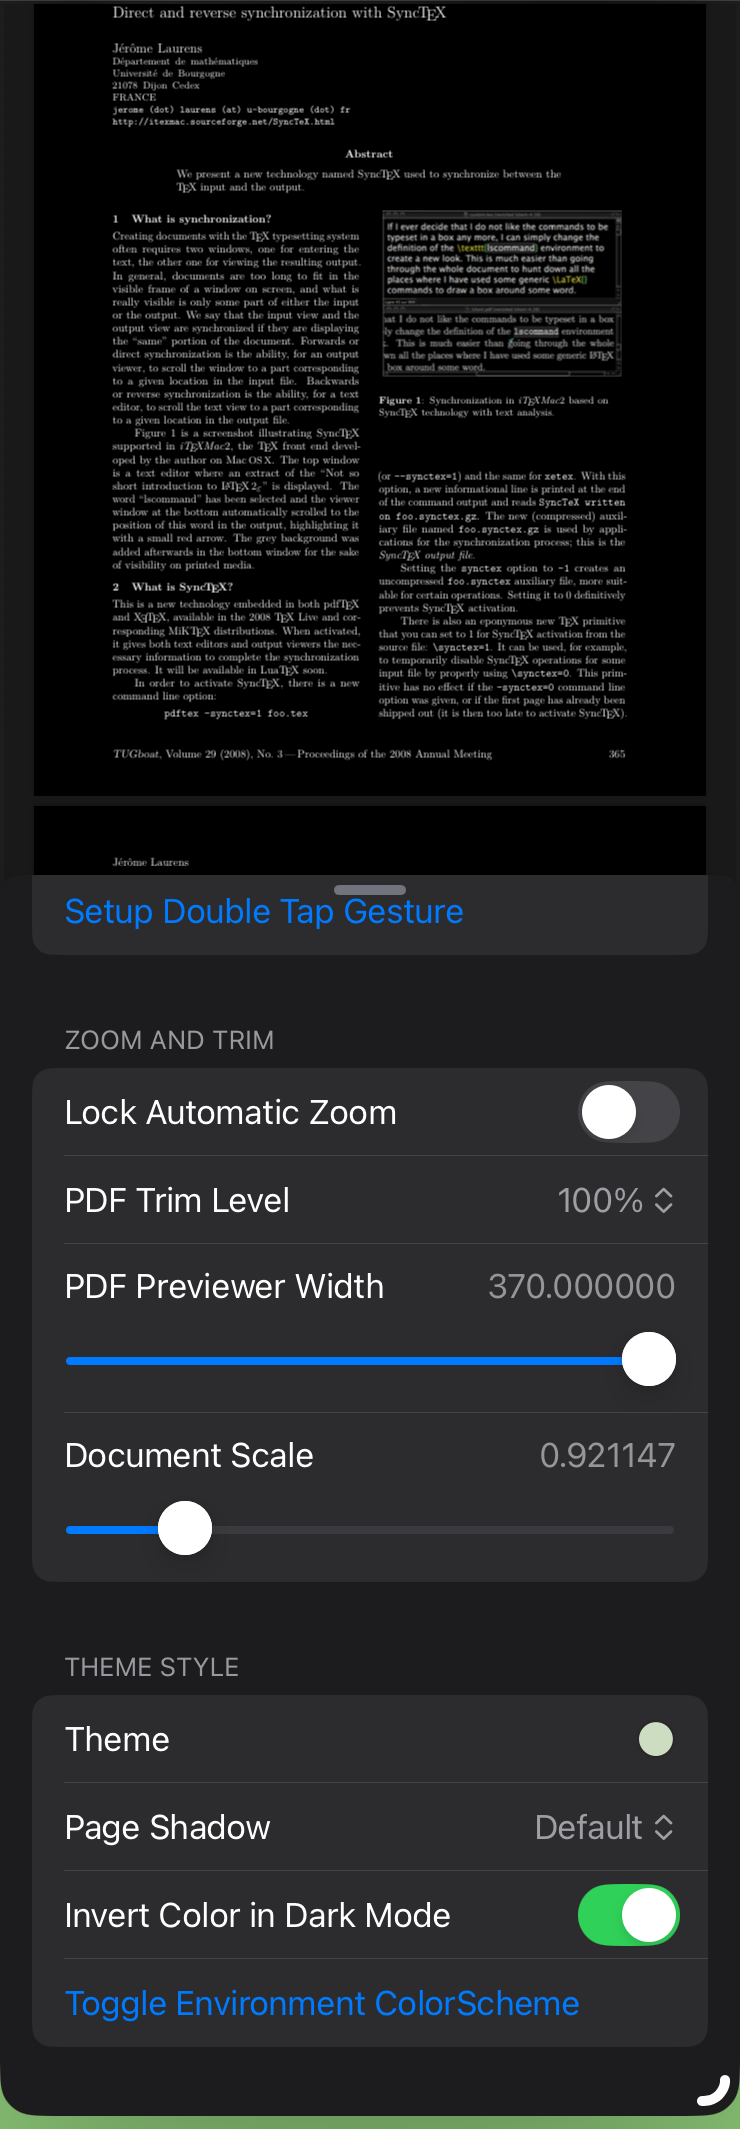 Direct and reverse synchronization with SyncTEX
Jérôme Laurens
Département de mathématiques
Université de Bourgogne
21078 Dijon Cedex
FRANCE
jerome (dot) laurens (at) u-bourgogne (dot) fr
http://itexmac.sourceforge.net/SyncTeX.html
Abstract
We present a new technology named SyncTEX used to synchronize between the
TEX input and the output.
1 What is synchronization?
Creating documents with the TEX typesetting system
often requires two windows, one for entering the
text, the other one for viewing the resulting output.
In general, documents are too long to fit in the
visible frame of a window on screen, and what is
really visible is only some part of either the input
or the output. We say that the input view and the
output view are synchronized if they are displaying
the “same” portion of the document. Forwards or
direct synchronization is the ability, for an output
viewer, to scroll the window to a part corresponding
to a given location in the input file. Backwards
or reverse synchronization is the ability, for a text
editor, to scroll the text view to a part corresponding
to a given location in the output file.
Figure 1 is a screenshot illustrating SyncTEX
supported in iTEXMac2, the TEX front end devel-
oped by the author on Mac OS X. The top window
is a text editor where an extract of the “Not so
short introduction to LATEX 2ε” is displayed. The
word “lscommand” has been selected and the viewer
window at the bottom automatically scrolled to the
position of this word in the output, highlighting it
with a small red arrow. The grey background was
added afterwards in the bottom window for the sake
of visibility on printed media.
2 What is SyncTEX?
This is a new technology embedded in both pdfTEX
and XƎTEX, available in the 2008 TEX Live and cor-
responding MiKTEX distributions. When activated,
it gives both text editors and output viewers the nec-
essary information to complete the synchronization
process. It will be available in LuaTEX soon.
In order to activate SyncTEX, there is a new
command line option:
pdftex -synctex=1 foo.tex
If I ever decide that I do not like the commands to be
typeset in a box any more, I can simply change the
definition of the \texttt{lscommand} environment to
create a new look. This is much easier than going
through the whole document to hunt down all the
places where I have used some generic \LaTeX{}
commands to draw a box around some word.
at I do not like the commands to be typeset in a box
ly change the definition of the lscommand environment
. This is much easier than going through the whole
wn all the places where I have used some generic LATEX
box around some word.
Figure 1: Synchronization in iTEXMac2 based on
SyncTEX technology with text analysis.
(or --synctex=1) and the same for xetex. With this
option, a new informational line is printed at the end
of the command output and reads SyncTeX written
on foo.synctex.gz. The new (compressed) auxil-
iary file named foo.synctex.gz is used by appli-
cations for the synchronization process; this is the
SyncTEX output file.
Setting the synctex option to -1 creates an
uncompressed foo.synctex auxiliary file, more suit-
able for certain operations. Setting it to 0 definitively
prevents SyncTEX activation.
There is also an eponymous new TEX primitive
that you can set to 1 for SyncTEX activation from the
source file: \synctex=1. It can be used, for example,
to temporarily disable SyncTEX operations for some
input file by properly using \synctex=0. This prim-
itive has no effect if the -synctex=0 command line
option was given, or if the first page has already been
shipped out (it is then too late to activate SyncTEX).
TUGboat, Volume 29 (2008), No. 3 — Proceedings of the 2008 Annual Meeting 365
Jérôme Laurens
Setup Double Tap Gesture
ZOOM AND TRIM
Lock Automatic Zoom
PDF Trim Level 100%
PDF Previewer Width 370.000000
Document Scale 0.921147
THEME STYLE
Theme
Page Shadow Default
Invert Color in Dark Mode
Toggle Environment ColorScheme